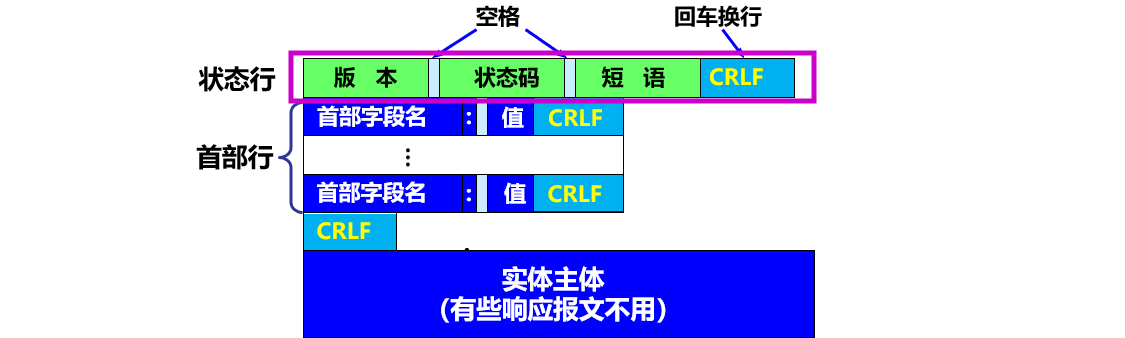 空格 回车换行
状态行 版 本 状态码 短 语 CRLF
首部字段名 : 值 CRLF
首部行 ⋮
首部字段名 : 值 CRLF
CRLF
实体主体
（有些响应报文不用）